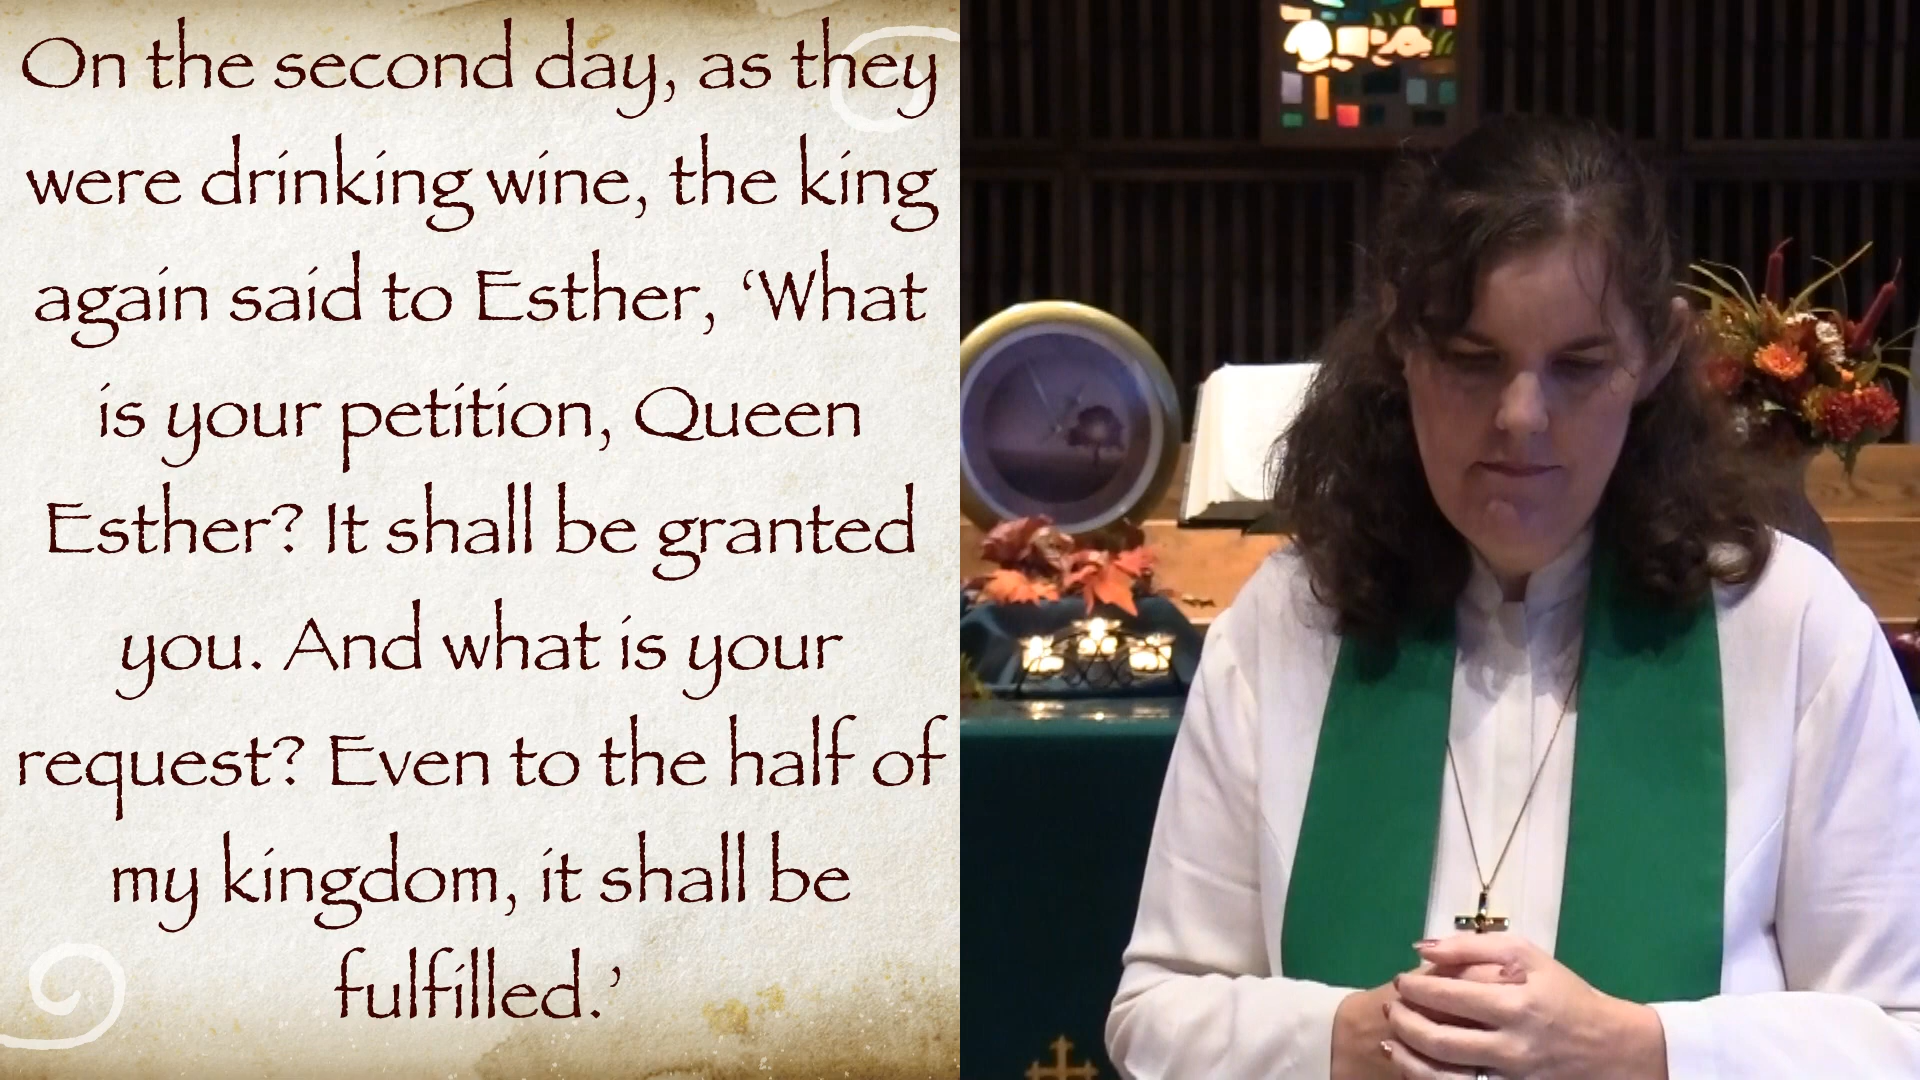 On the second day, as they
were drinking wine, the king
again said to Esther, ‘What
is your petition, Queen
Esther? It shall be granted
you. And what is your
request? Even to the half of
my kingdom, it shall be
fulfilled.’